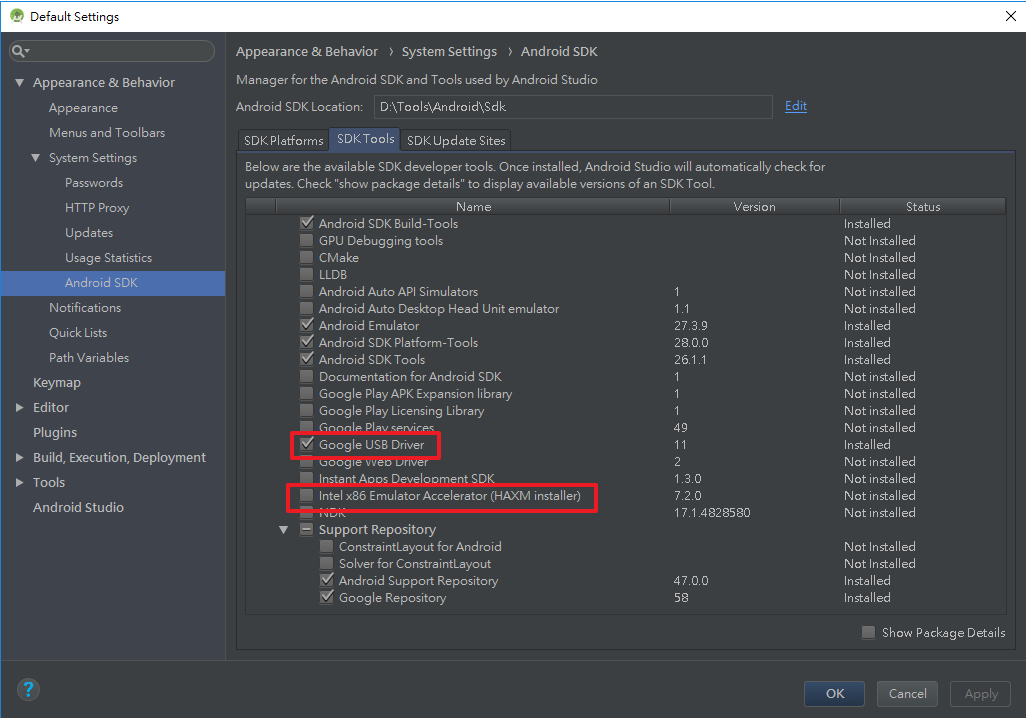 Default Settings
Appearance & Behavior
Appearance
Menus and Toolbars
System Settings
Passwords
HTTP Proxy
Updates
Usage Statistics
Android SDK
Notifications
Quick Lists
Path Variables
Keymap
Editor
Plugins
Build, Execution, Deployment
Tools
Android Studio
Appearance & Behavior › System Settings › Android SDK
Manager for the Android SDK and Tools used by Android Studio
Android SDK Location: D:\Tools\Android\Sdk Edit
SDK Platforms SDK Tools SDK Update Sites
Below are the available SDK developer tools. Once installed, Android Studio will automatically check for
updates. Check "show package details" to display available versions of an SDK Tool.
Name Version Status
Android SDK Build-Tools Installed
GPU Debugging tools Not Installed
CMake Not Installed
LLDB Not Installed
Android Auto API Simulators 1 Not installed
Android Auto Desktop Head Unit emulator 1.1 Not installed
Android Emulator 27.3.9 Installed
Android SDK Platform-Tools 28.0.0 Installed
Android SDK Tools 26.1.1 Installed
Documentation for Android SDK 1 Not installed
Google Play APK Expansion library 1 Not installed
Google Play Licensing Library 1 Not installed
Google Play services 49 Not installed
Google USB Driver 11 Installed
Google Web Driver 2 Not installed
Instant Apps Development SDK 1.3.0 Not installed
Intel x86 Emulator Accelerator (HAXM installer) 7.2.0 Not installed
NDK 17.1.4828580 Not installed
Support Repository
ConstraintLayout for Android Not Installed
Solver for ConstraintLayout Not Installed
Android Support Repository 47.0.0 Installed
Google Repository 58 Installed
Show Package Details
? OK Cancel Apply